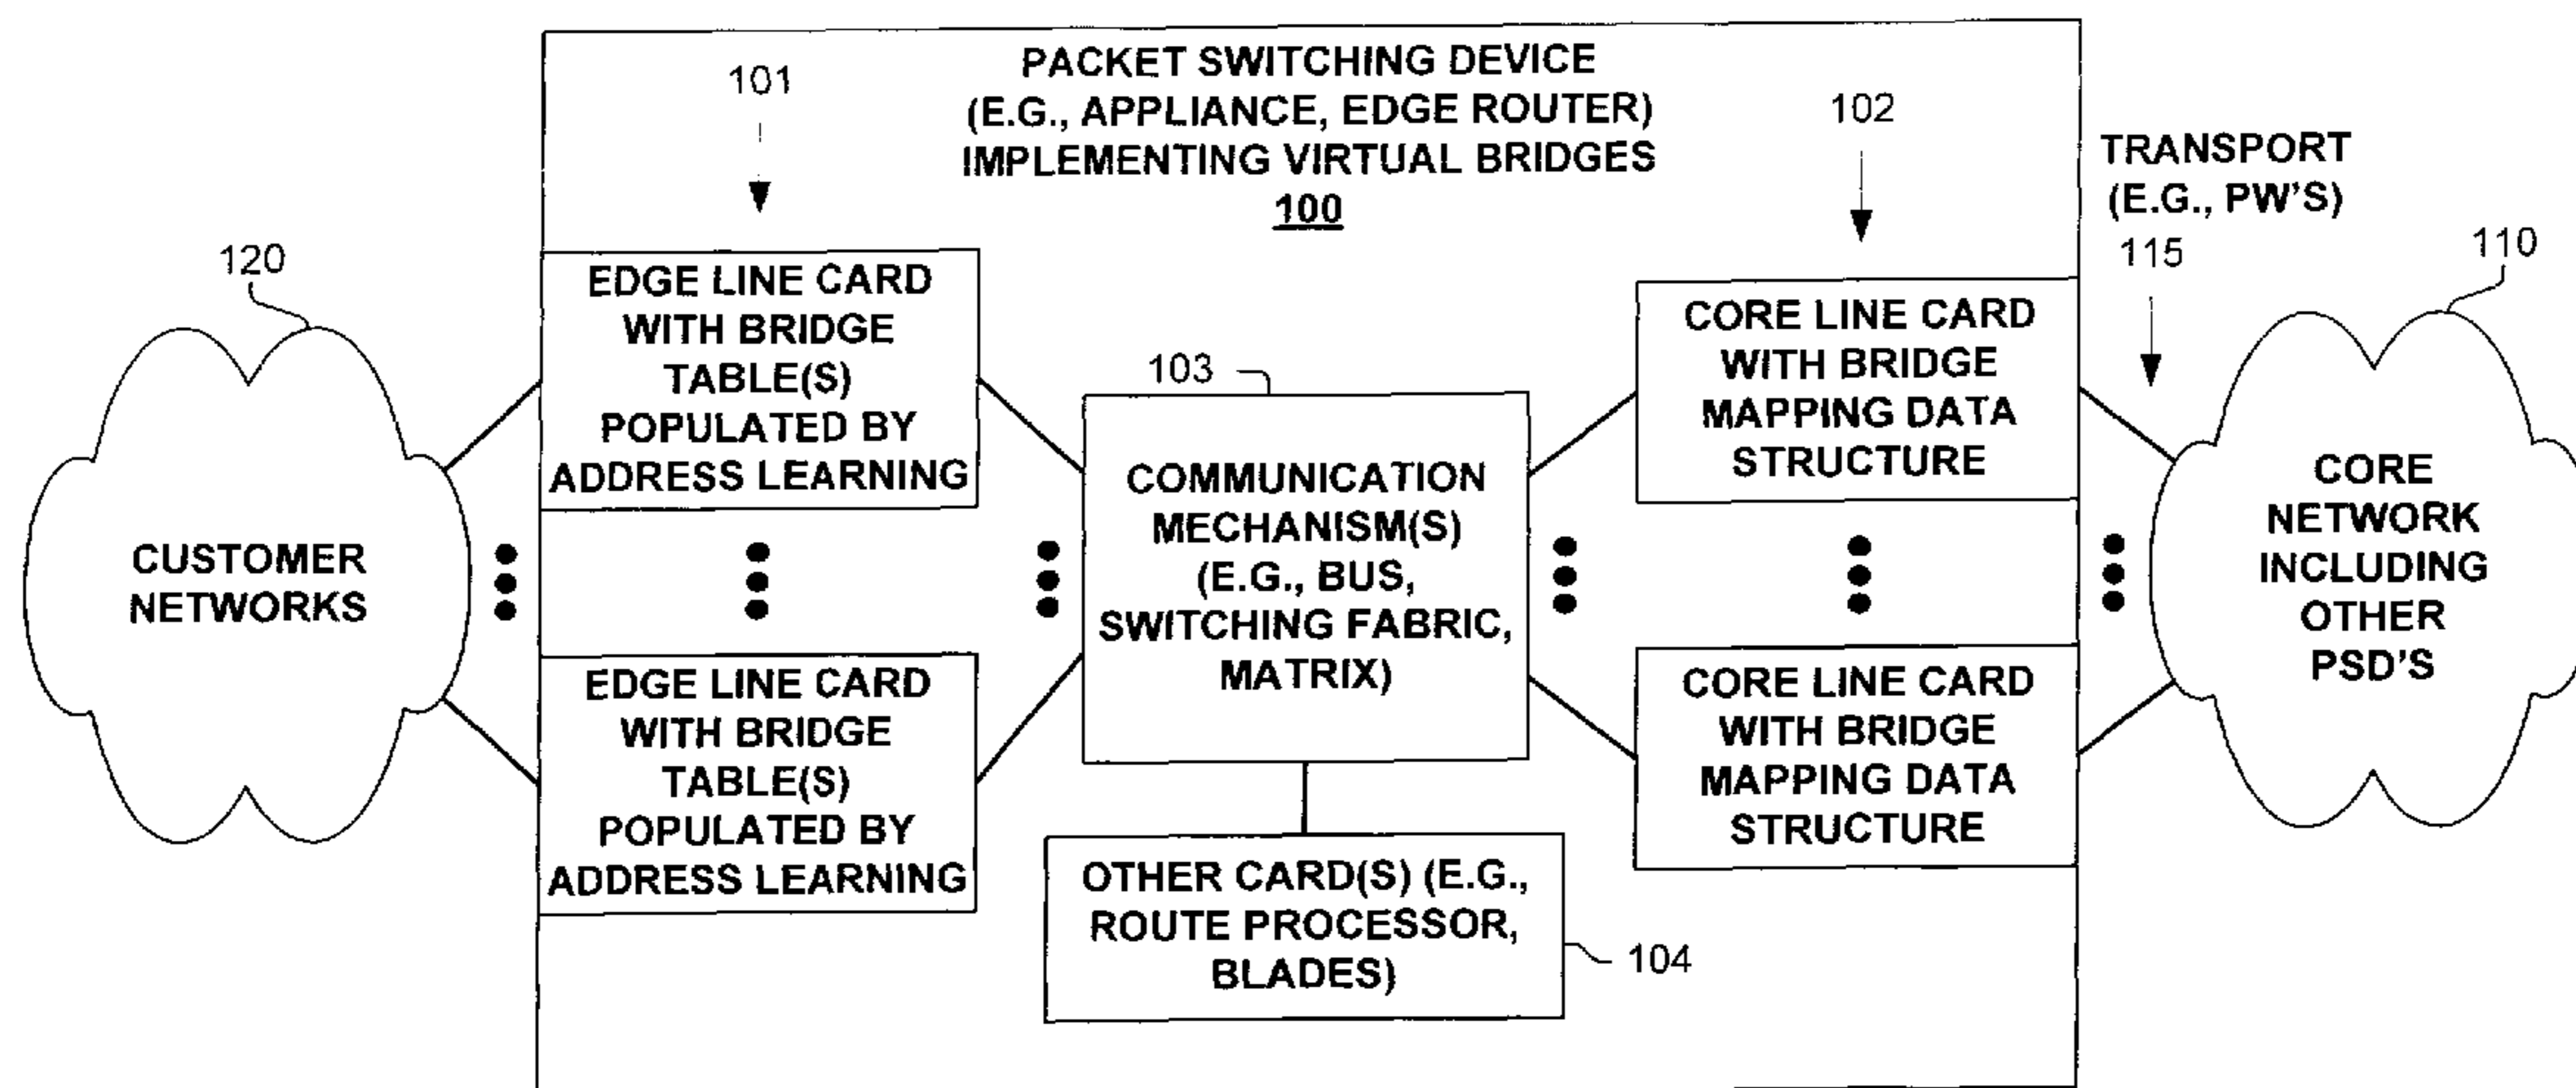 PACKET SWITCHING DEVICE
(E.G., APPLIANCE, EDGE ROUTER)
IMPLEMENTING VIRTUAL BRIDGES
100
101
102
TRANSPORT
(E.G., PW'S)
115
110
120
CUSTOMER
NETWORKS
EDGE LINE CARD
WITH BRIDGE
TABLE(S)
POPULATED BY
ADDRESS LEARNING
EDGE LINE CARD
WITH BRIDGE
TABLE(S)
POPULATED BY
ADDRESS LEARNING
103
COMMUNICATION
MECHANISM(S)
(E.G., BUS,
SWITCHING FABRIC,
MATRIX)
OTHER CARD(S) (E.G.,
ROUTE PROCESSOR,
BLADES)
104
CORE LINE CARD
WITH BRIDGE
MAPPING DATA
STRUCTURE
CORE LINE CARD
WITH BRIDGE
MAPPING DATA
STRUCTURE
CORE
NETWORK
INCLUDING
OTHER
PSD'S